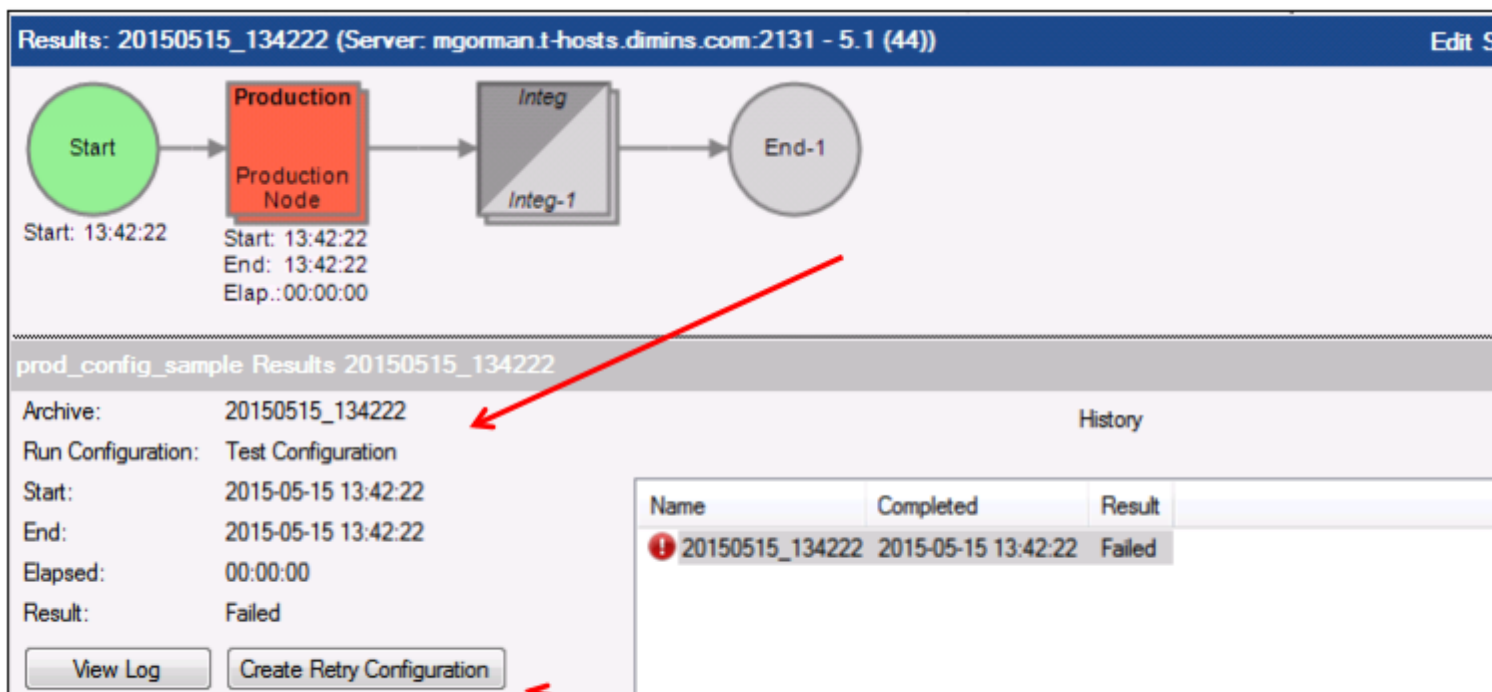 Results: 20150515_134222 (Server: mgorman.t-hosts.dimins.com:2131 - 5.1 (44))
Edit S
Start
Production
Production
Node
Integ
Integ-1
End-1
Start: 13:42:22
Start: 13:42:22
End: 13:42:22
Elap.:00:00:00
prod_config_sample Results 20150515_134222
Archive: 20150515_134222
Run Configuration: Test Configuration
Start: 2015-05-15 13:42:22
End: 2015-05-15 13:42:22
Elapsed: 00:00:00
Result: Failed
View Log Create Retry Configuration
History
Name Completed Result
20150515_134222 2015-05-15 13:42:22 Failed